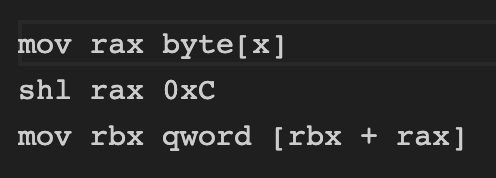 mov rax byte[x]
shl rax 0xC
mov rbx qword [rbx + rax]